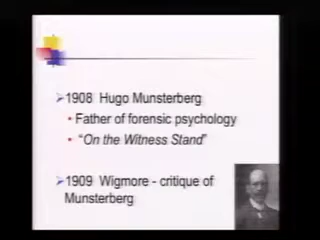 ➢1908 Hugo Munsterberg
• Father of forensic psychology
• “On the Witness Stand”
➢1909 Wigmore - critique of
Munsterberg